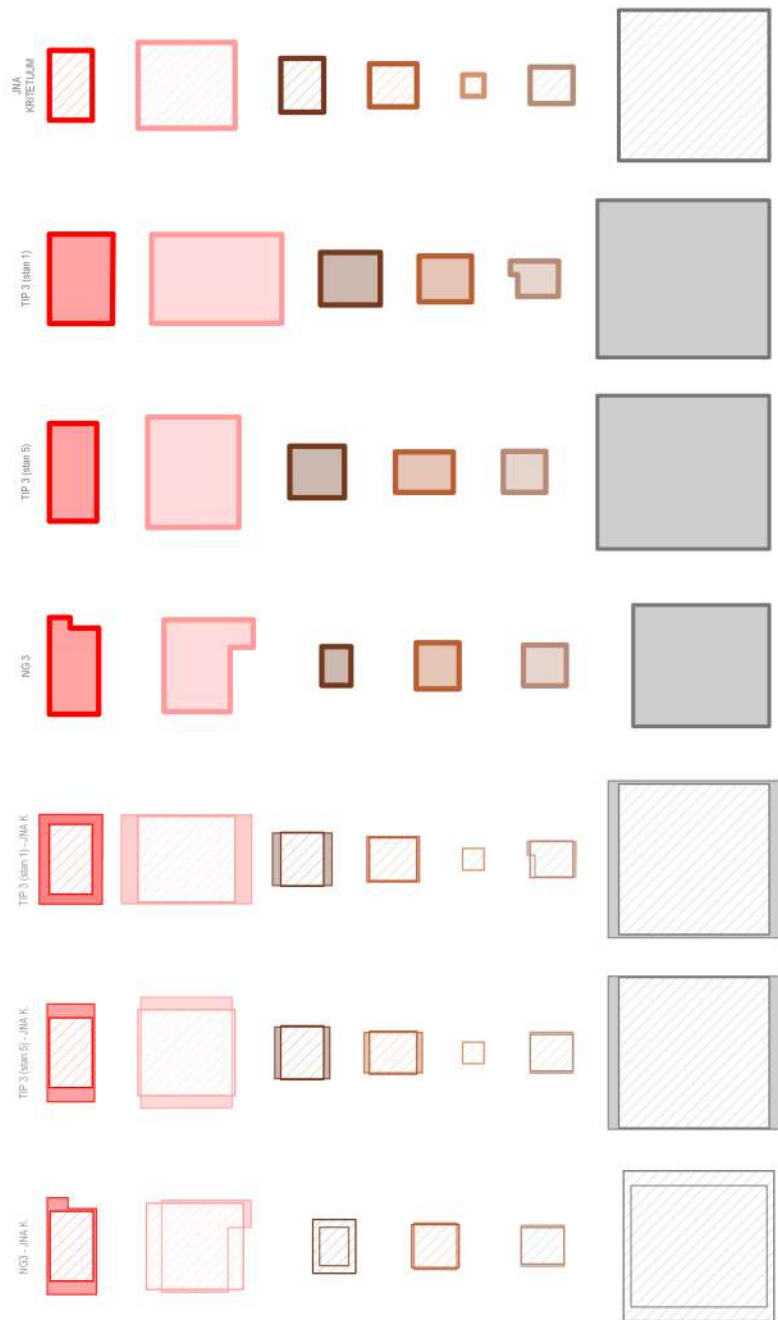 JNA
KRITETIJUM
TIP 3 (stan 1)
TIP 3 (stan 5)
NG 3
TIP 3 (stan 1) - JNA K.
TIP 3 (stan 5) - JNA K.
NG3 - JNA K.